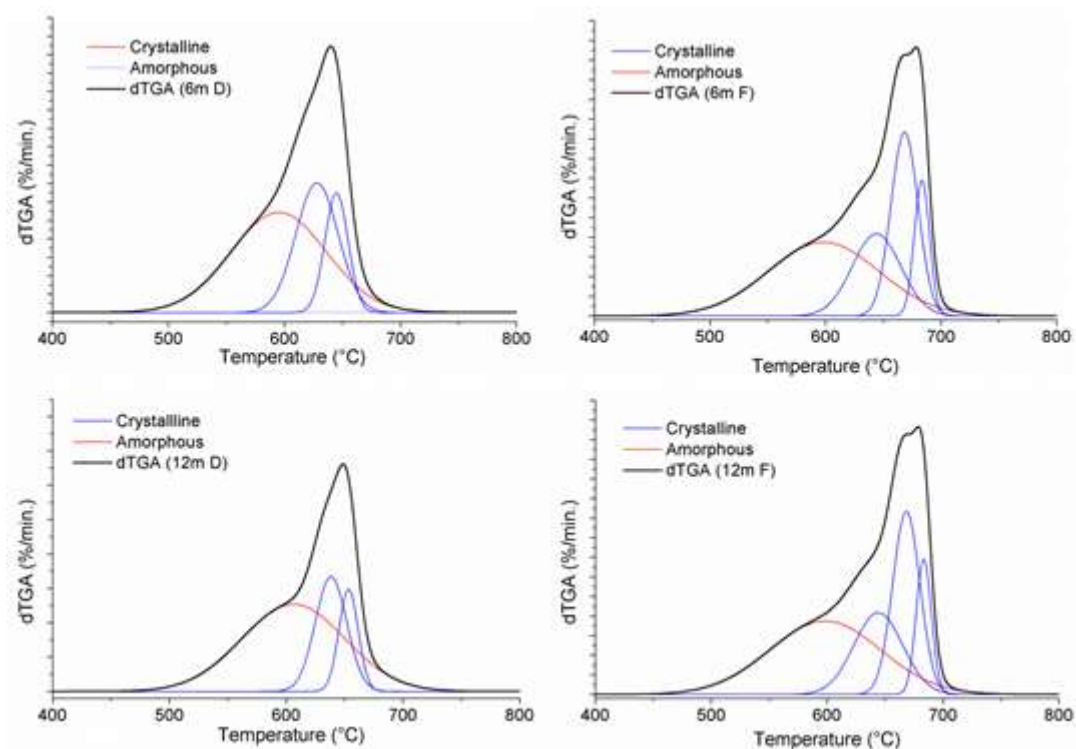 Crystalline
Amorphous
dTGA (6m D)
dTGA (%/min.)
400 500 600 700 800
Temperature (°C)
Crystalline
Amorphous
dTGA (6m F)
dTGA (%/min.)
400 500 600 700 800
Temperature (°C)
Crystallline
Amorphous
dTGA (12m D)
dTGA (%/min.)
400 500 600 700 800
Temperature (°C)
Crystalline
Amorphous
dTGA (12m F)
dTGA (%/min.)
400 500 600 700 800
Temperature (°C)